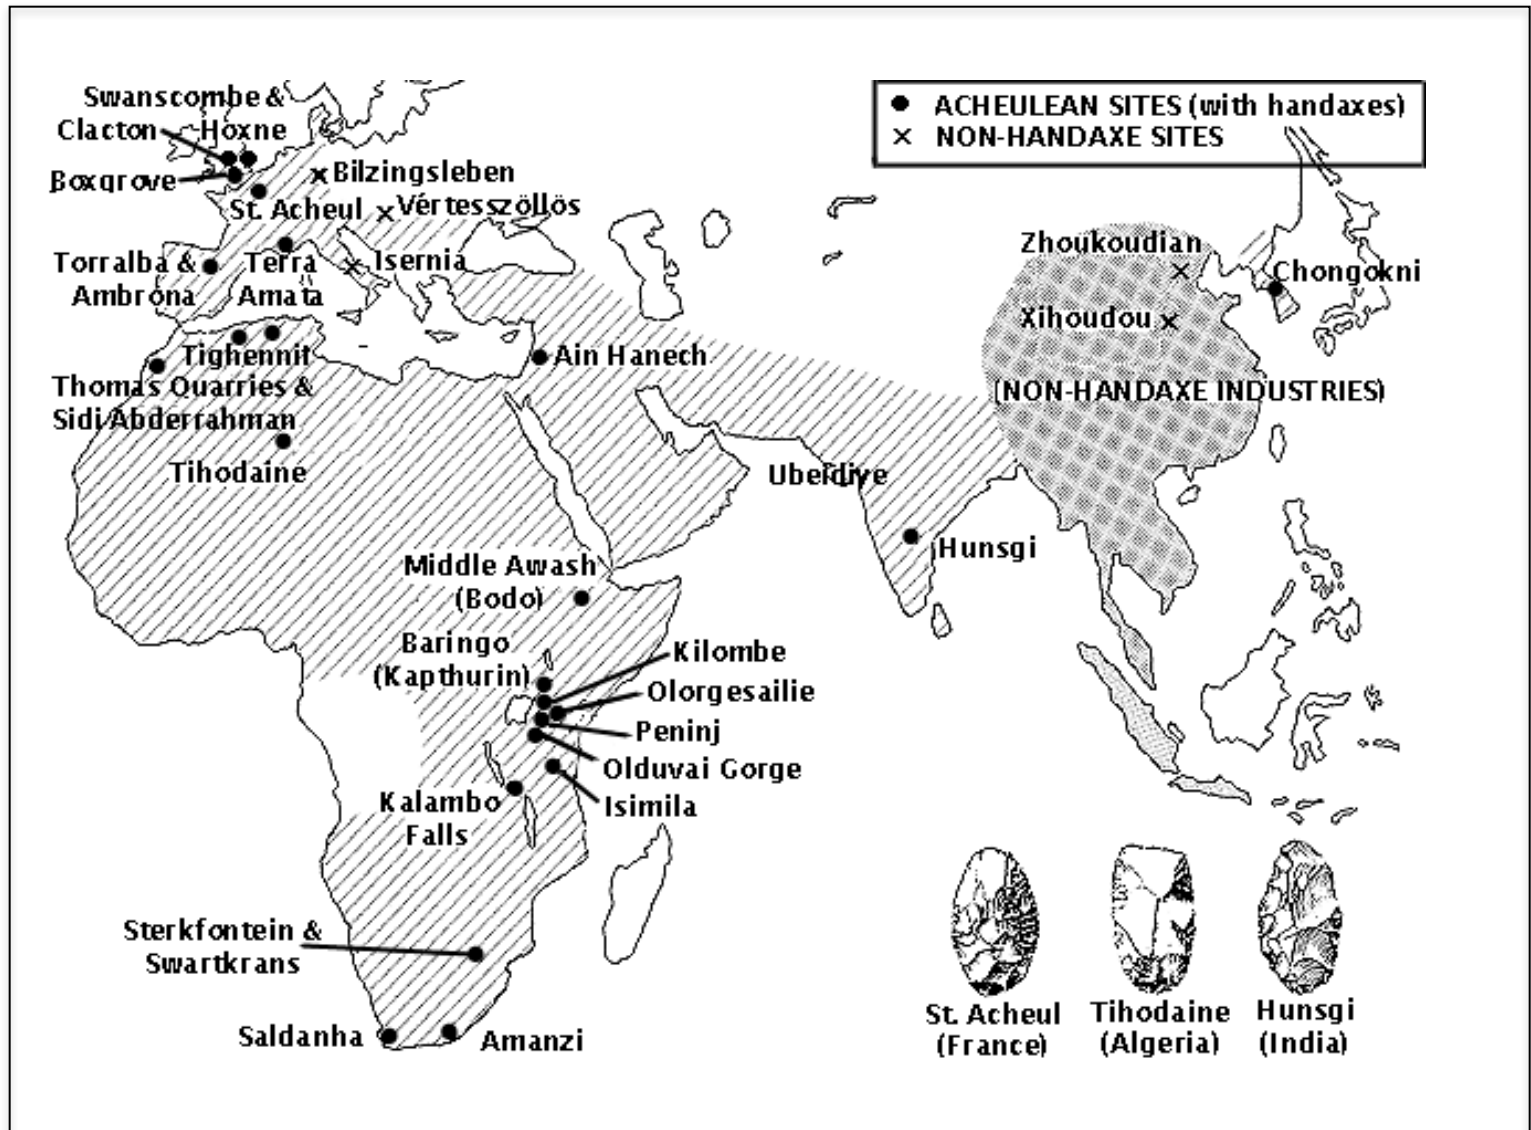 ● ACHEULEAN SITES (with handaxes)
× NON-HANDAXE SITES
Swanscombe &
Clacton
Hoxne
Boxgrove
Bilzingsleben
St. Acheul
Vértesszöllös
Torralba &
Ambrona
Terra
Amata
Isernia
Tighennif
Ain Hanech
Thomas Quarries &
Sidi Abderrahman
Tihodaine
Zhoukoudian
Chongokni
Xihoudou
(NON-HANDAXE INDUSTRIES)
Ubeidiye
Hunsgi
Middle Awash
(Bodo)
Baringo
(Kapthurin)
Kilombe
Olorgesailie
Peninj
Olduvai Gorge
Isimila
Kalambo
Falls
Sterkfontein &
Swartkrans
Saldanha
Amanzi
St. Acheul
(France)
Tihodaine
(Algeria)
Hunsgi
(India)